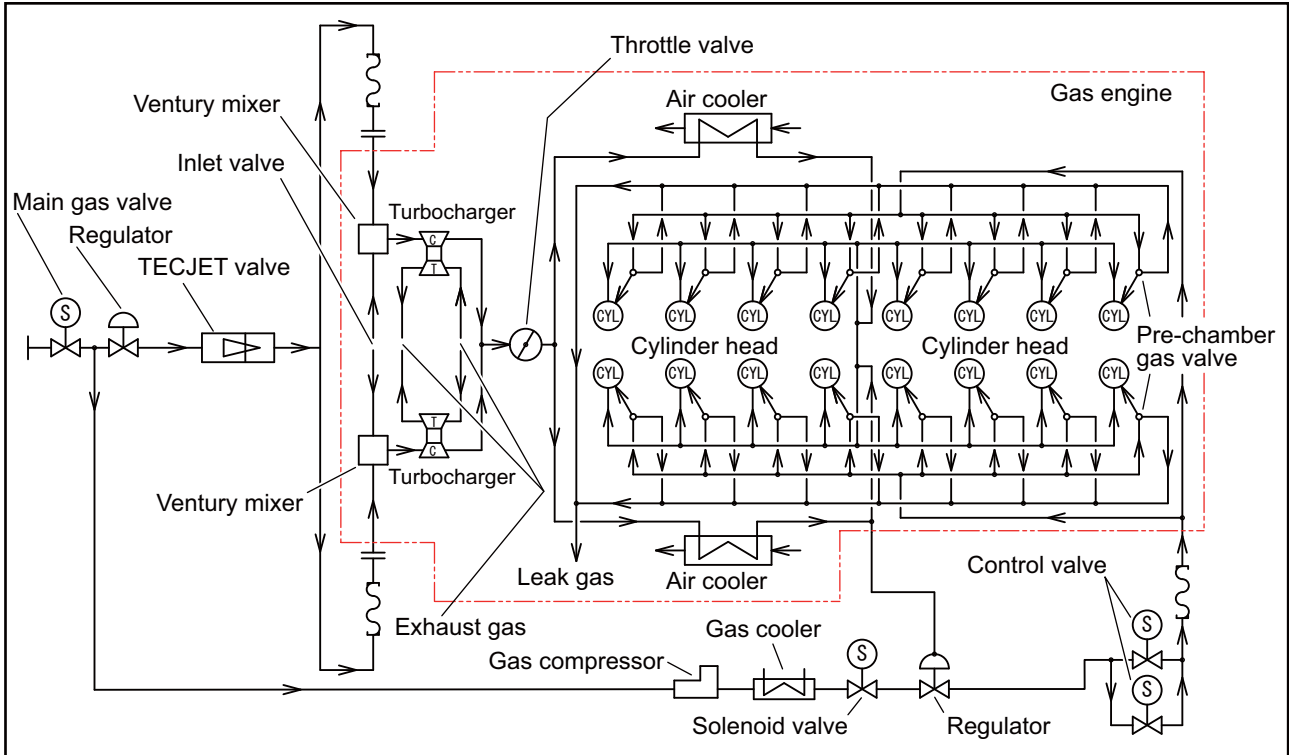 Throttle valve
Air cooler
Gas engine
Ventury mixer
Inlet valve
Main gas valve
Regulator
TECJET valve
Turbocharger
S
C
T
CYL CYL CYL CYL CYL CYL CYL CYL
Cylinder head
Cylinder head
Pre-chamber
gas valve
CYL CYL CYL CYL CYL CYL CYL CYL
T
C
Turbocharger
Ventury mixer
Leak gas
Air cooler
Control valve
Exhaust gas
Gas cooler
Gas compressor
S
S
S
Solenoid valve
Regulator